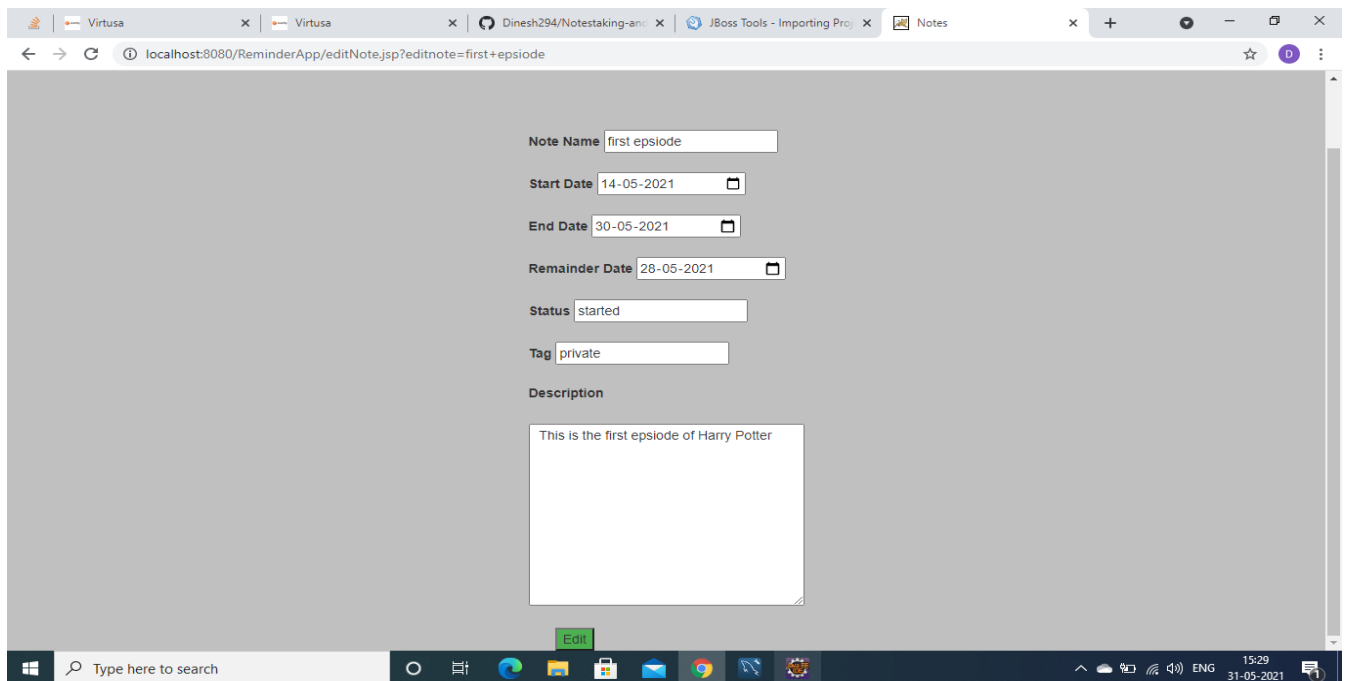 Virtusa
Virtusa
Dinesh294/Notestaking-and
JBoss Tools - Importing Proj
Notes
localhost:8080/ReminderApp/editNote.jsp?editnote=first+epsiode
D
Note Name first epsiode
Start Date 14-05-2021
End Date 30-05-2021
Remainder Date 28-05-2021
Status started
Tag private
Description
This is the first epsiode of Harry Potter
Edit
Type here to search
ENG
15:29
31-05-2021
1